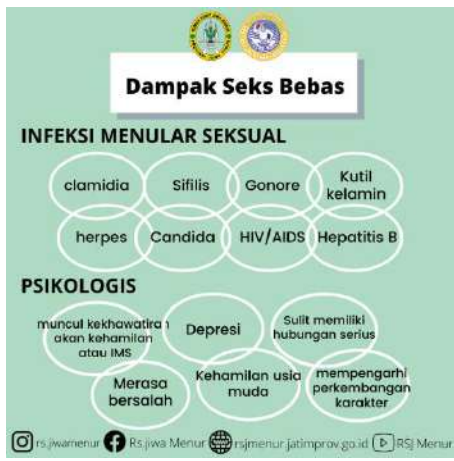 Dampak Seks Bebas
INFEKSI MENULAR SEKSUAL
clamidia
Sifilis
Gonore
Kutil
kelamin
herpes
Candida
HIV/AIDS
Hepatitis B
PSIKOLOGIS
muncul kekhawatiran
akan kehamilan
atau IMS
Depresi
Sulit memiliki
hubungan serius
Merasa
bersalah
Kehamilan usia
muda
mempengarhi
perkembangan
karakter
rs.jiwamenur Rs.jiwa Menur rsjmenur.jatimprov.go.id RSJ Menur